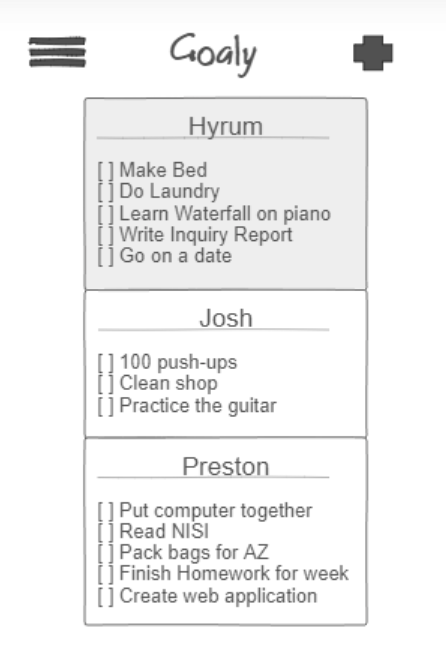 Goaly
Hyrum
[ ] Make Bed
[ ] Do Laundry
[ ] Learn Waterfall on piano
[ ] Write Inquiry Report
[ ] Go on a date
Josh
[ ] 100 push-ups
[ ] Clean shop
[ ] Practice the guitar
Preston
[ ] Put computer together
[ ] Read NISI
[ ] Pack bags for AZ
[ ] Finish Homework for week
[ ] Create web application